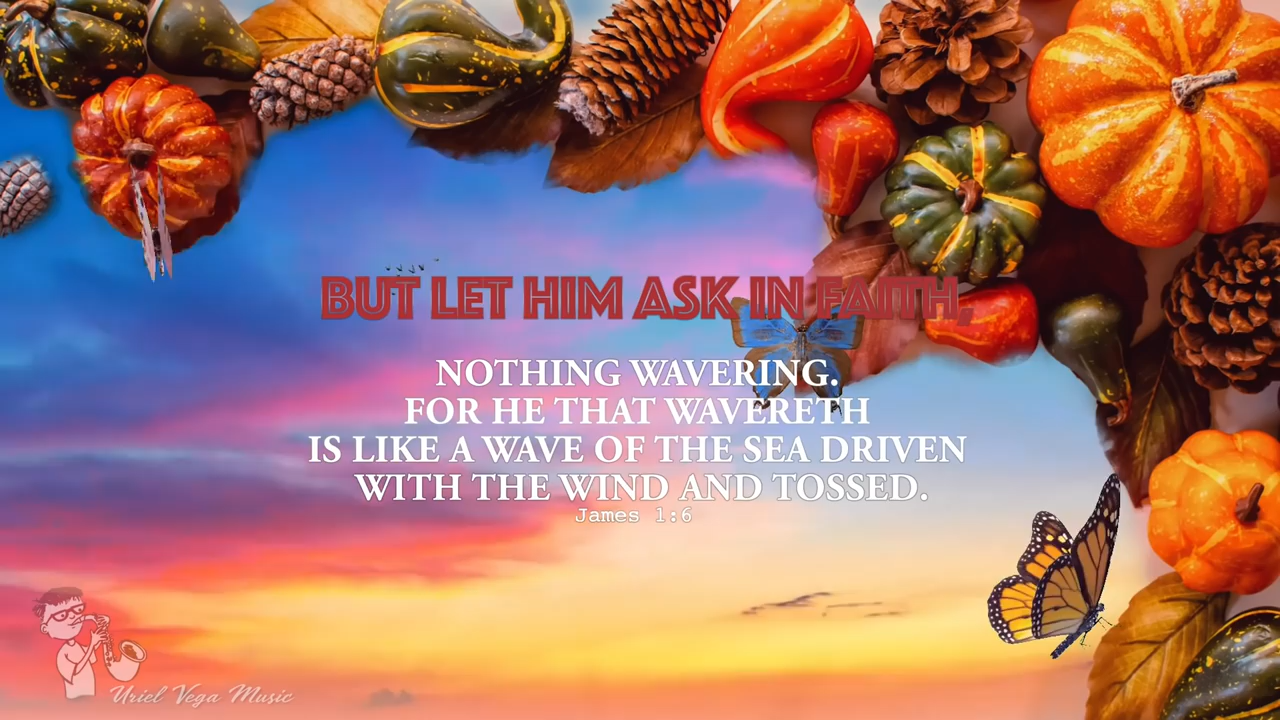 BUT LET HIM ASK IN FAITH,
NOTHING WAVERING.
FOR HE THAT WAVERETH
IS LIKE A WAVE OF THE SEA DRIVEN
WITH THE WIND AND TOSSED.
James 1:6
Uriel Vega Music